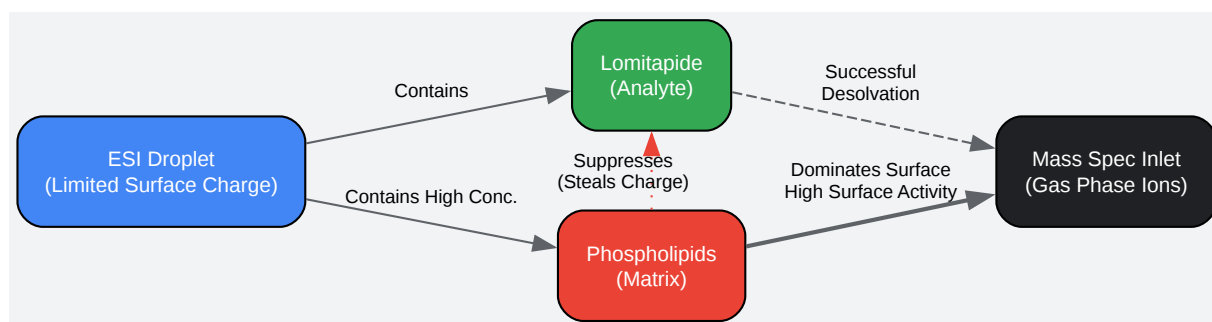 Lomitapide
(Analyte)
Successful
Desolvation
Contains
ESI Droplet
(Limited Surface Charge)
Suppresses
(Steals Charge)
Mass Spec Inlet
(Gas Phase Ions)
Dominates Surface
High Surface Activity
Contains High Conc.
Phospholipids
(Matrix)